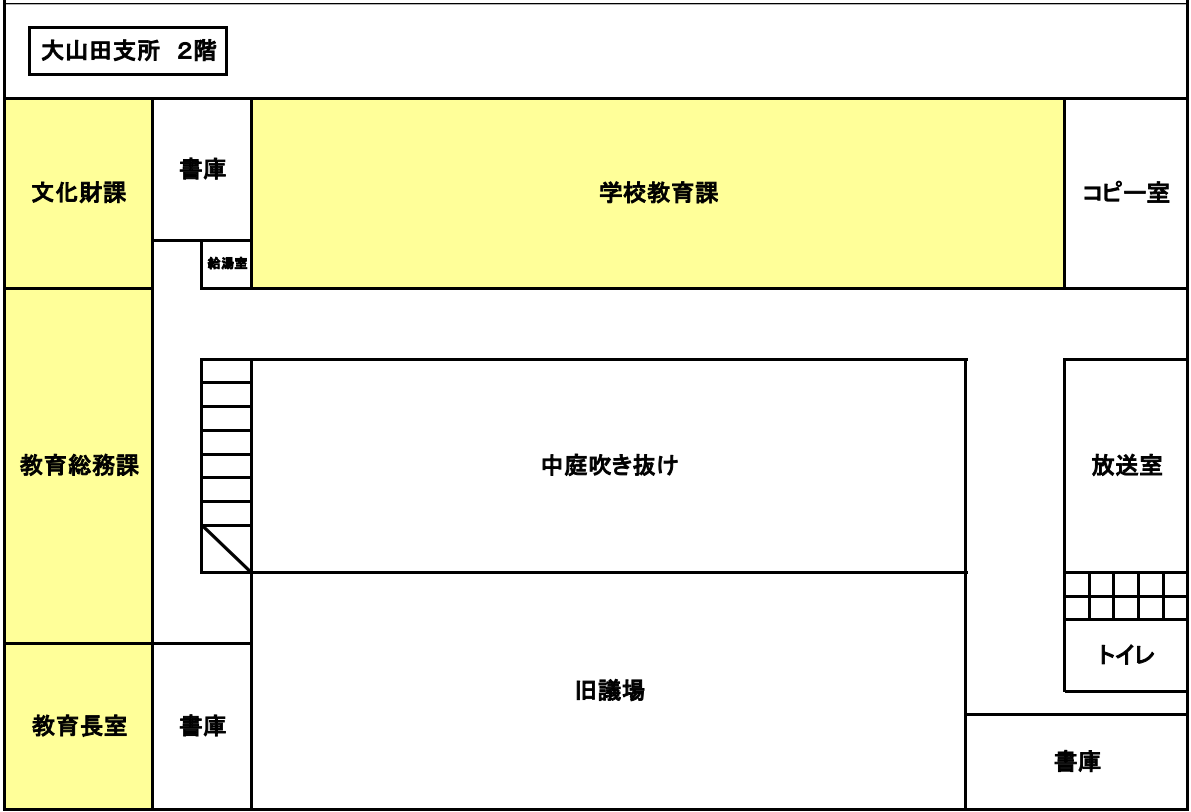 大山田支所　２階
文化財課
書庫
学校教育課
コピー室
給湯室
教育総務課
中庭吹き抜け
放送室
トイレ
旧議場
教育長室
書庫
書庫